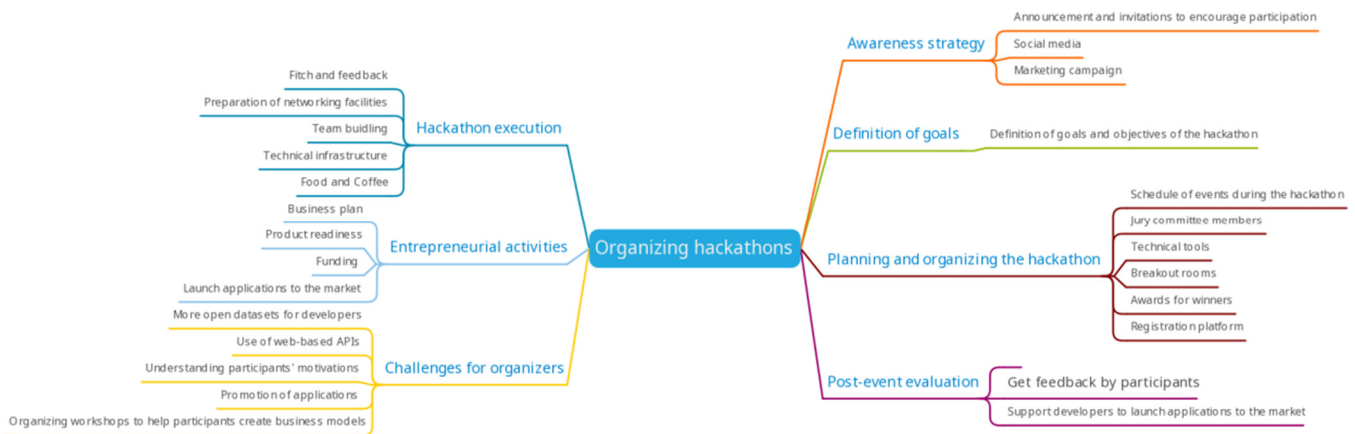 Organizing hackathons
Awareness strategy
Announcement and invitations to encourage participation
Social media
Marketing campaign
Definition of goals
Definition of goals and objectives of the hackathon
Planning and organizing the hackathon
Schedule of events during the hackathon
Jury committee members
Technical tools
Breakout rooms
Awards for winners
Registration platform
Post-event evaluation
Get feedback by participants
Support developers to launch applications to the market
Hackathon execution
Fitch and feedback
Preparation of networking facilities
Team buidling
Technical infrastructure
Food and Coffee
Entrepreneurial activities
Business plan
Product readiness
Funding
Launch applications to the market
Challenges for organizers
More open datasets for developers
Use of web-based APIs
Understanding participants' motivations
Promotion of applications
Organizing workshops to help participants create business models